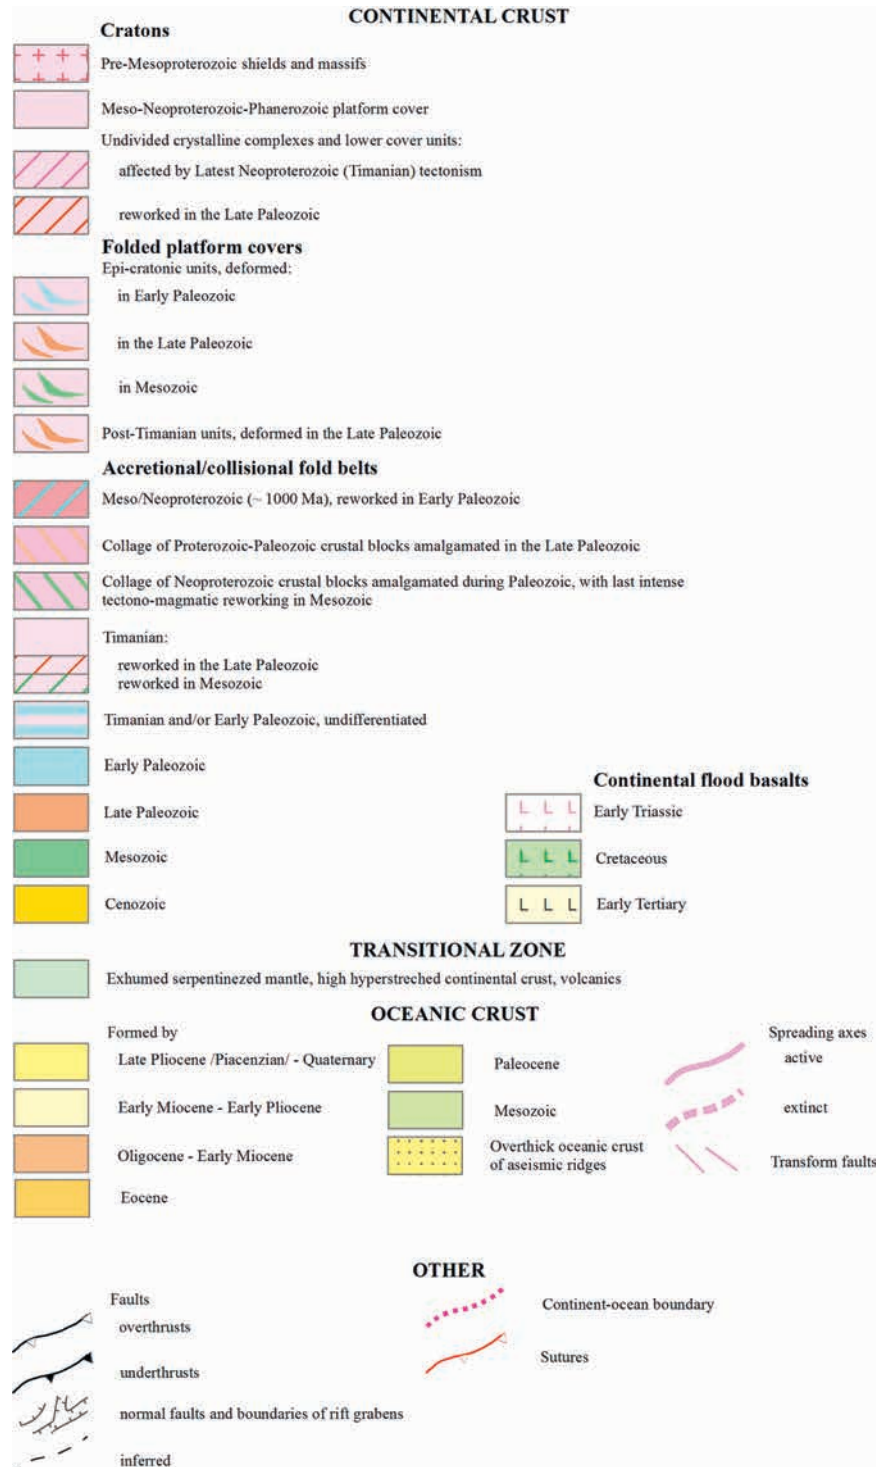 CONTINENTAL CRUST
Cratons
Pre-Mesoproterozoic shields and massifs
Meso-Neoproterozoic-Phanerozoic platform cover
Undivided crystalline complexes and lower cover units:
affected by Latest Neoproterozoic (Timanian) tectonism
reworked in the Late Paleozoic
Folded platform covers
Epi-cratonic units, deformed:
in Early Paleozoic
in the Late Paleozoic
in Mesozoic
Post-Timanian units, deformed in the Late Paleozoic
Accretional/collisional fold belts
Meso/Neoproterozoic (~ 1000 Ma), reworked in Early Paleozoic
Collage of Proterozoic-Paleozoic crustal blocks amalgamated in the Late Paleozoic
Collage of Neoproterozoic crustal blocks amalgamated during Paleozoic, with last intense
tectono-magmatic reworking in Mesozoic
Timanian:
reworked in the Late Paleozoic
reworked in Mesozoic
Timanian and/or Early Paleozoic, undifferentiated
Early Paleozoic
Late Paleozoic
Mesozoic
Cenozoic
Continental flood basalts
Early Triassic
Cretaceous
Early Tertiary
TRANSITIONAL ZONE
Exhumed serpentinezed mantle, high hyperstreched continental crust, volcanics
OCEANIC CRUST
Formed by
Late Pliocene /Piacenzian/ - Quaternary
Early Miocene - Early Pliocene
Oligocene - Early Miocene
Eocene
Paleocene
Mesozoic
Overthick oceanic crust
of aseismic ridges
Spreading axes
active
extinct
Transform faults
OTHER
Faults
overthrusts
underthrusts
normal faults and boundaries of rift grabens
inferred
Continent-ocean boundary
Sutures